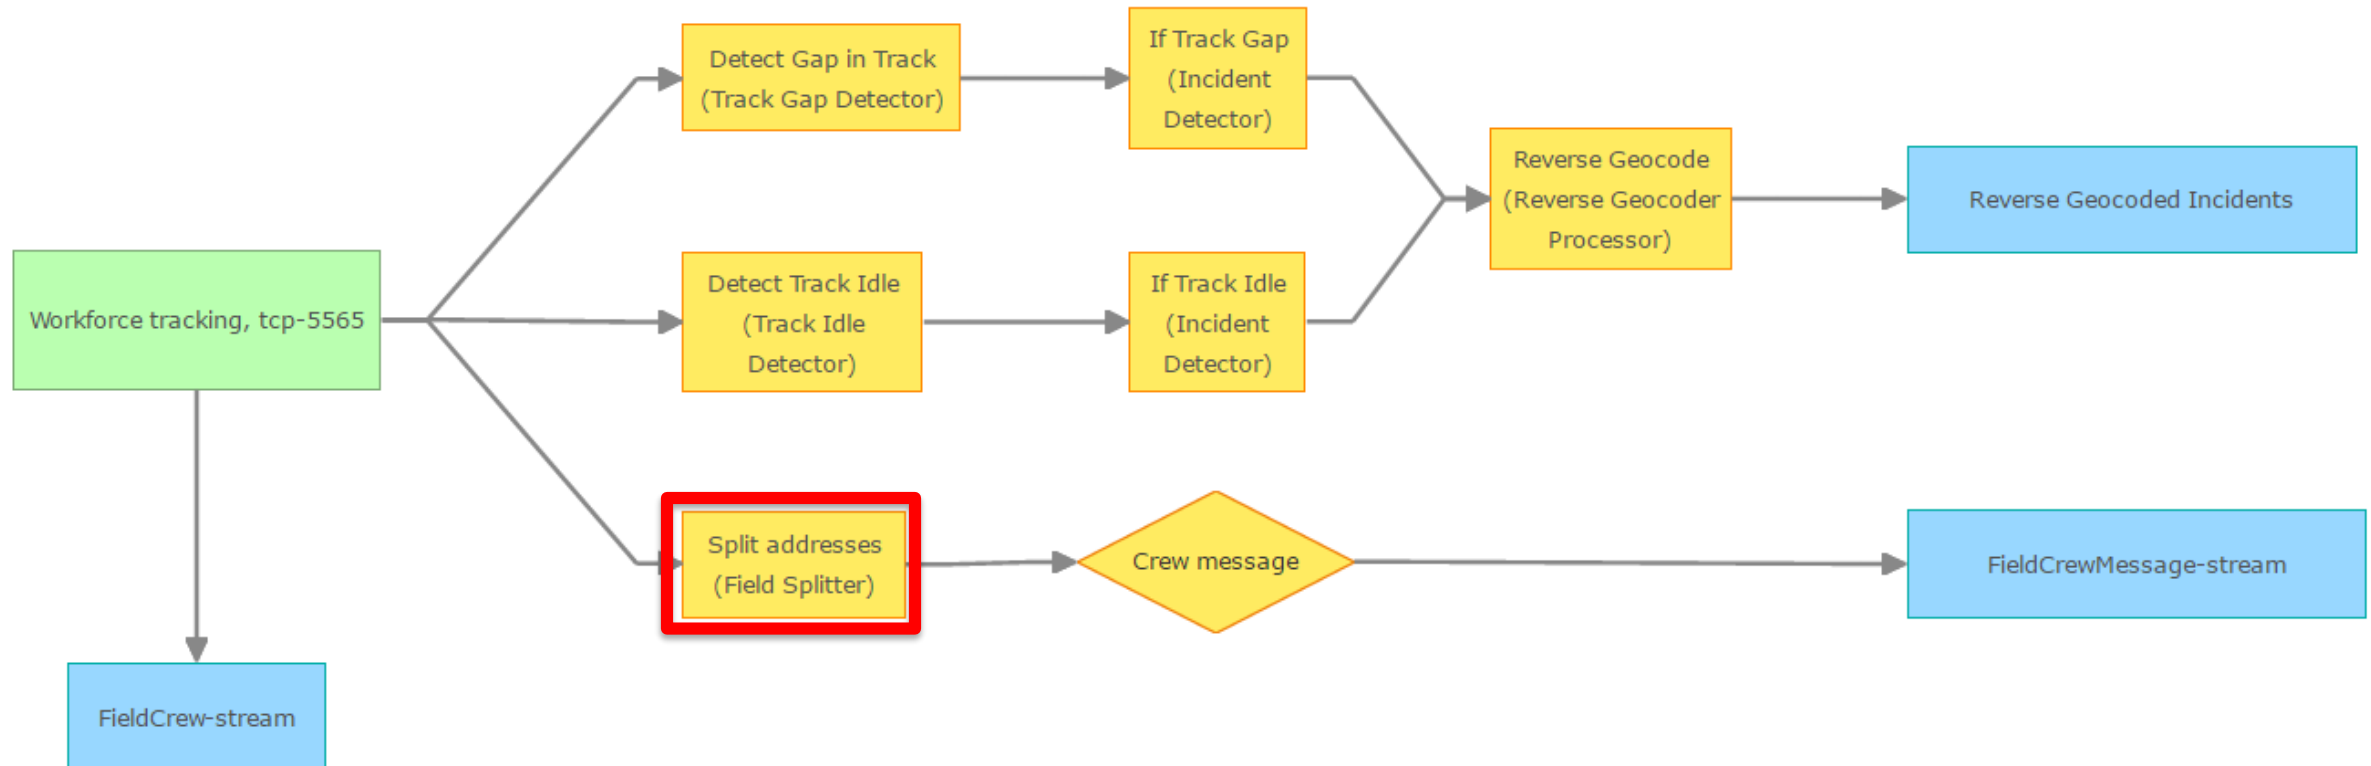 Detect Gap in Track
(Track Gap Detector)
If Track Gap
(Incident
Detector)
Reverse Geocode
(Reverse Geocoder
Processor)
Reverse Geocoded Incidents
Workforce tracking, tcp-5565
Detect Track Idle
(Track Idle
Detector)
If Track Idle
(Incident
Detector)
Split addresses
(Field Splitter)
Crew message
FieldCrewMessage-stream
FieldCrew-stream